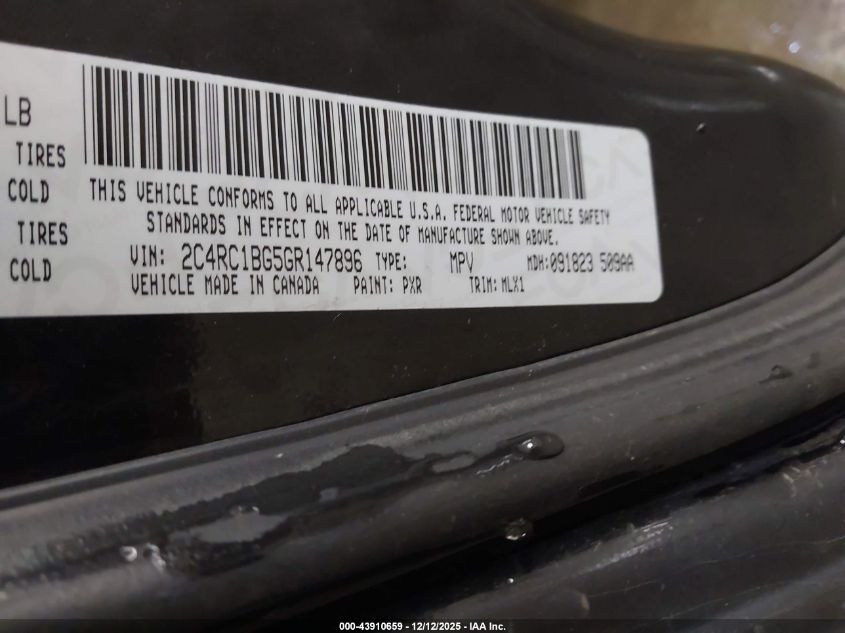 LB
TIRES
COLD
THIS VEHICLE CONFORMS TO ALL APPLICABLE U.S.A. FEDERAL MOTOR VEHICLE SAFETY
STANDARDS IN EFFECT ON THE DATE OF MANUFACTURE SHOWN ABOVE.
TIRES
VIN: 2C4RC1BG5GR147896 TYPE: MPV MDH: 091823 509AA
COLD
VEHICLE MADE IN CANADA PAINT: PXR TRIM: MLX1
000-43910659 - 12/12/2025 - IAA Inc.